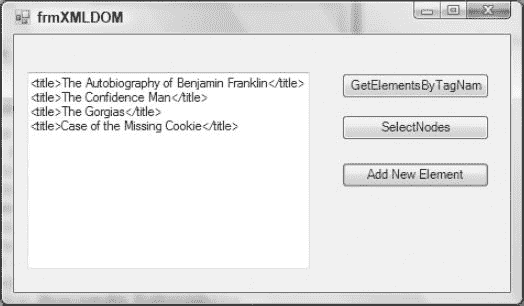 frmXMLDOM
<title>The Autobiography of Benjamin Franklin</title>
<title>The Confidence Man</title>
<title>The Gorgias</title>
<title>Case of the Missing Cookie</title>
GetElementsByTagNam
SelectNodes
Add New Element